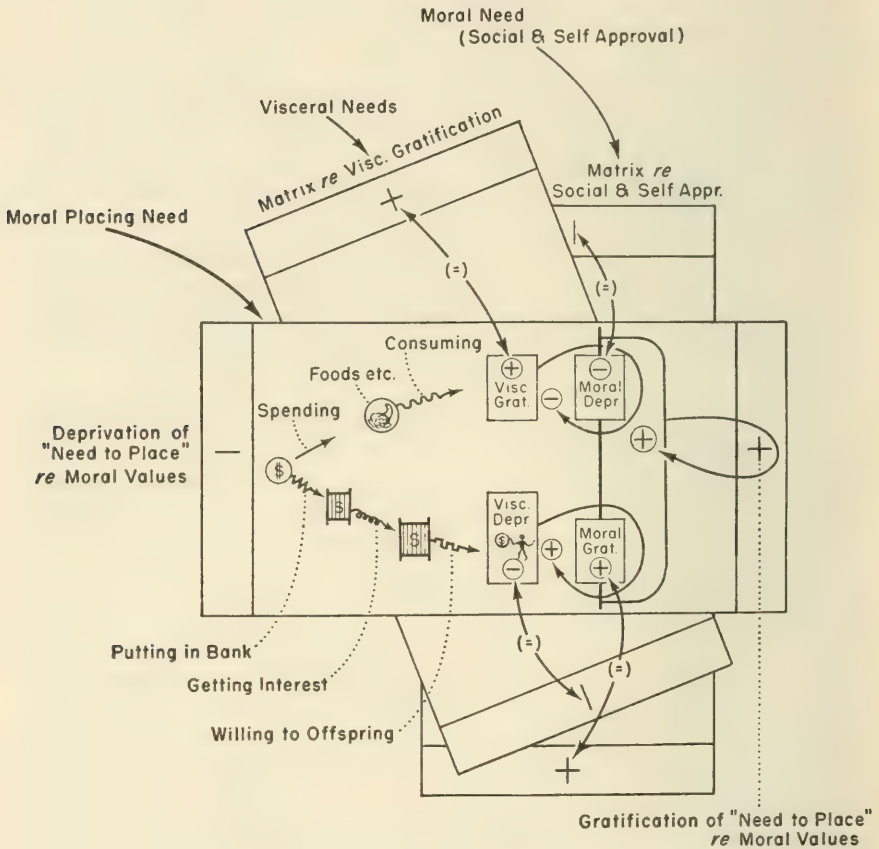 Moral Need
(Social & Self Approval)
Visceral Needs
Matrix re Visc. Gratification
Matrix re
Social & Self Appr.
Moral Placing Need
+
(=)
(=)
Consuming
Foods etc.
Spending
+
Visc
Grat.
-
-
Moral
Depr
Deprivation of
"Need to Place"
re Moral Values
-
$
+
+
$
$
Visc.
Depr
$
-
+
Moral
Grat.
+
Putting in Bank
Getting Interest
Willing to Offspring
(=)
(=)
+
Gratification of "Need to Place"
re Moral Values